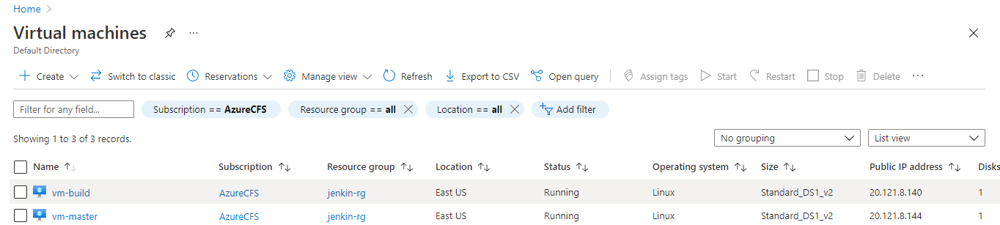 Home >
Virtual machines ...
Default Directory
+ Create Switch to classic Reservations Manage view Refresh Export to CSV Open query Assign tags Start Restart Stop Delete ...
Filter for any field... Subscription == AzureCFS Resource group == all Location == all Add filter
Showing 1 to 3 of 3 records. No grouping List view
Name ↑↓ Subscription ↑↓ Resource group ↑↓ Location ↑↓ Status ↑↓ Operating system ↑↓ Size ↑↓ Public IP address ↑↓ Disks
vm-build AzureCFS jenkin-rg East US Running Linux Standard_DS1_v2 20.121.8.140 1
vm-master AzureCFS jenkin-rg East US Running Linux Standard_DS1_v2 20.121.8.144 1